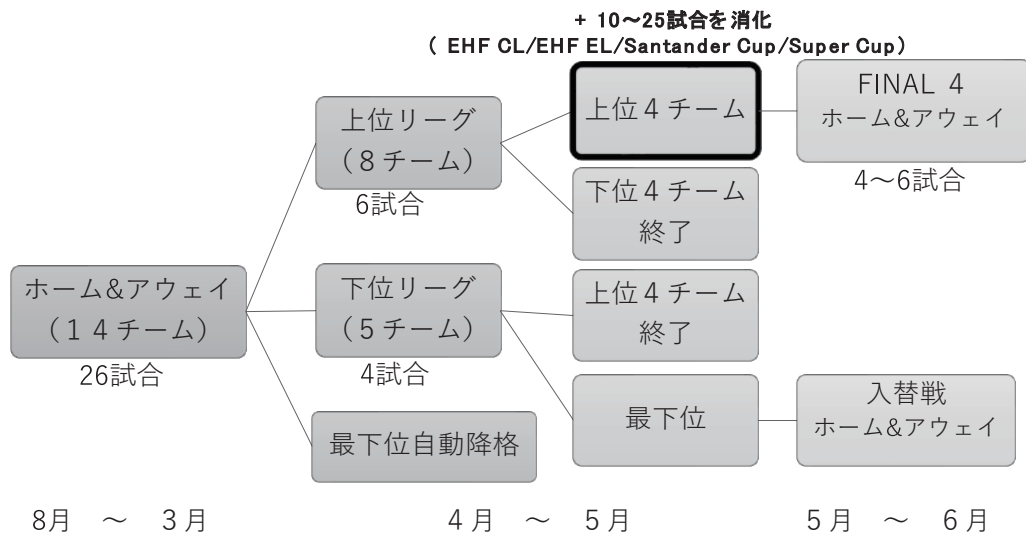 + 10～25試合を消化
( EHF CL/EHF EL/Santander Cup/Super Cup)
上位リーグ
（8チーム）
6試合
上位４チーム
FINAL 4
ホーム&アウェイ
4～6試合
下位４チーム
終了
ホーム&アウェイ
（１４チーム）
26試合
下位リーグ
（5チーム）
4試合
上位４チーム
終了
最下位自動降格
最下位
入替戦
ホーム&アウェイ
8月　～　３月
４月　～　５月
５月　～　６月